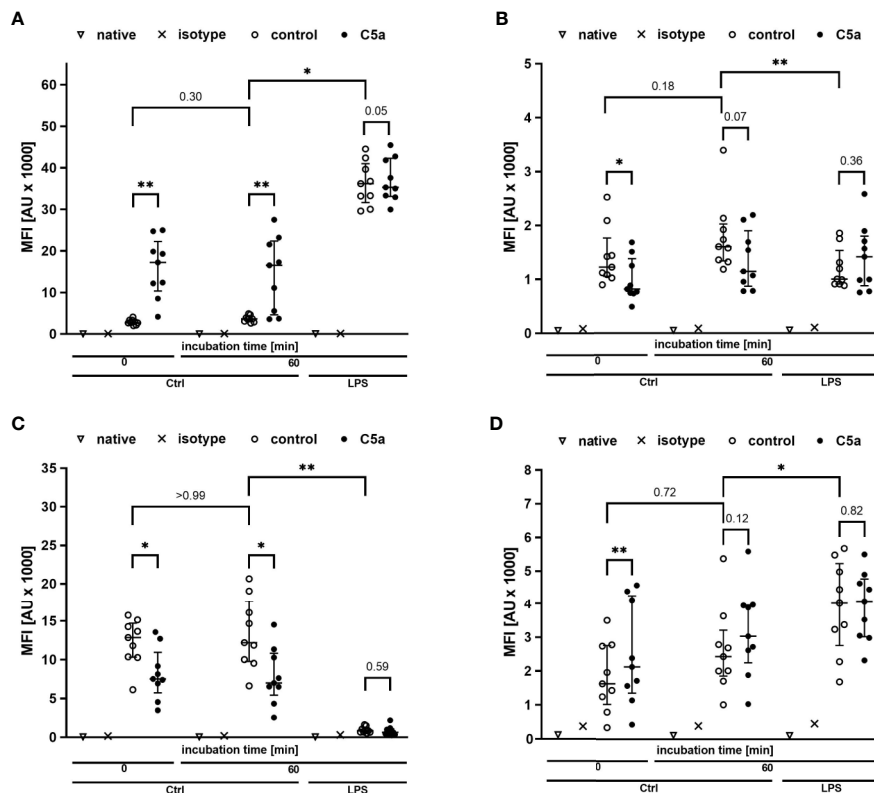 A
native isotype control C5a
MFI [AU x 1000]
60
50
40
30
20
10
0
0.30
*
0.05
**
**
incubation time [min]
0
60
Ctrl
LPS
B
native isotype control C5a
MFI [AU x 1000]
5
4
3
2
1
0
0.18
**
0.07
*
0.36
incubation time [min]
0
60
Ctrl
LPS
C
native isotype control C5a
MFI [AU x 1000]
35
30
25
20
15
10
5
0
>0.99
**
*
*
0.59
incubation time [min]
0
60
Ctrl
LPS
D
native isotype control C5a
MFI [AU x 1000]
8
7
6
5
4
3
2
1
0
0.72
*
0.12
0.82
**
incubation time [min]
0
60
Ctrl
LPS